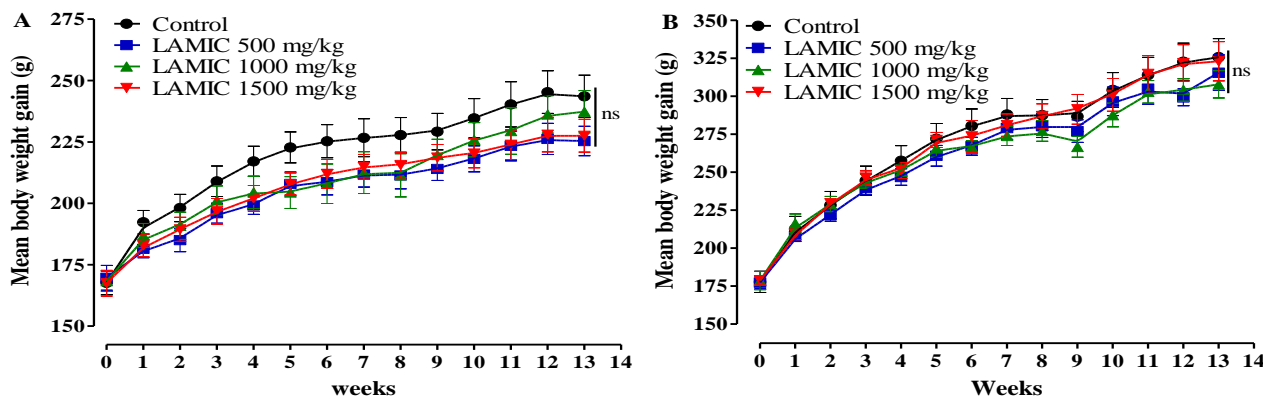 A
Control
LAMIC 500 mg/kg
LAMIC 1000 mg/kg
LAMIC 1500 mg/kg
Mean body weight gain (g)
275
250
225
200
175
150
ns
0 1 2 3 4 5 6 7 8 9 10 11 12 13 14
weeks
B
Control
LAMIC 500 mg/kg
LAMIC 1000 mg/kg
LAMIC 1500 mg/kg
Mean body weight gain (g)
350
325
300
275
250
225
200
175
150
ns
0 1 2 3 4 5 6 7 8 9 10 11 12 13 14
Weeks